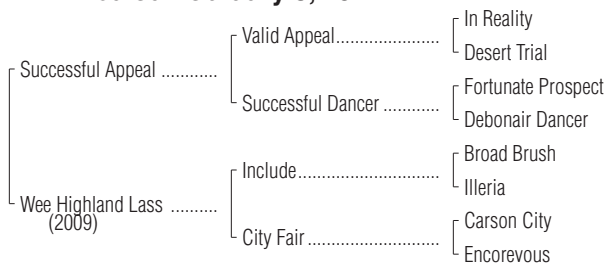 In Reality
Valid Appeal
Desert Trial
Successful Appeal
Fortunate Prospect
Successful Dancer
Debonair Dancer
Broad Brush
Include
Illeria
Wee Highland Lass
(2009)
Carson City
City Fair
Encorevous